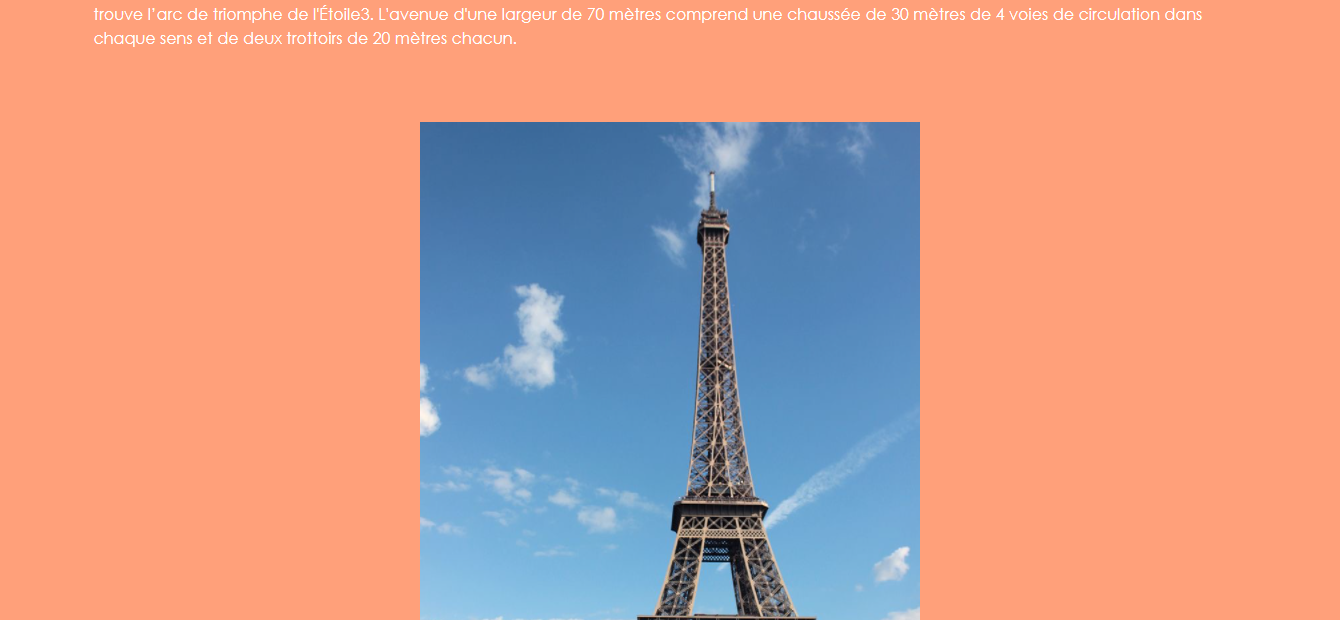 trouve l’arc de triomphe de l'Étoile3. L'avenue d'une largeur de 70 mètres comprend une chaussée de 30 mètres de 4 voies de circulation dans
chaque sens et de deux trottoirs de 20 mètres chacun.